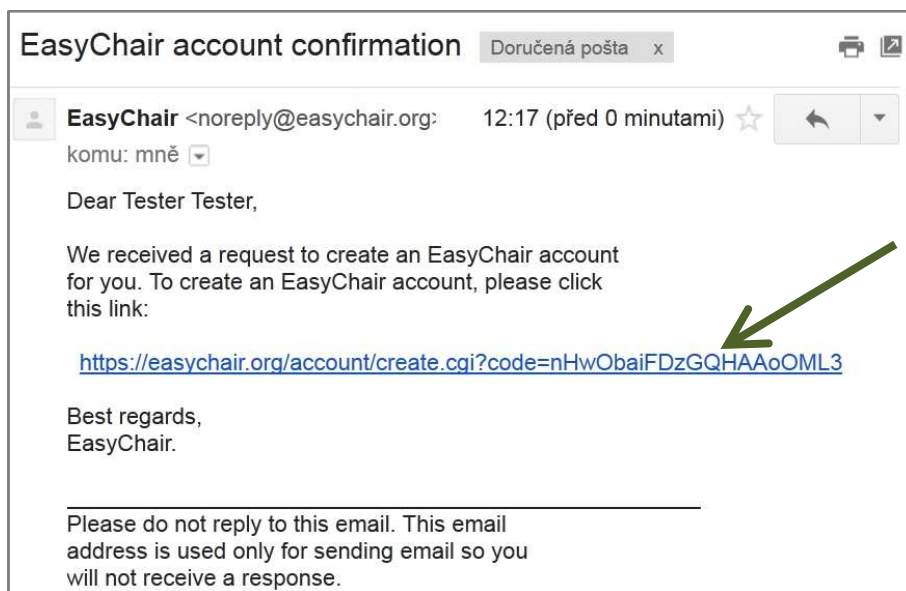 EasyChair account confirmation Doručená pošta x
EasyChair <noreply@easychair.org> 12:17 (před 0 minutami)
komu: mně
Dear Tester Tester,
We received a request to create an EasyChair account
for you. To create an EasyChair account, please click
this link:
https://easychair.org/account/create.cgi?code=nHwObaiFDzGQHAAoOML3
Best regards,
EasyChair.
Please do not reply to this email. This email
address is used only for sending email so you
will not receive a response.